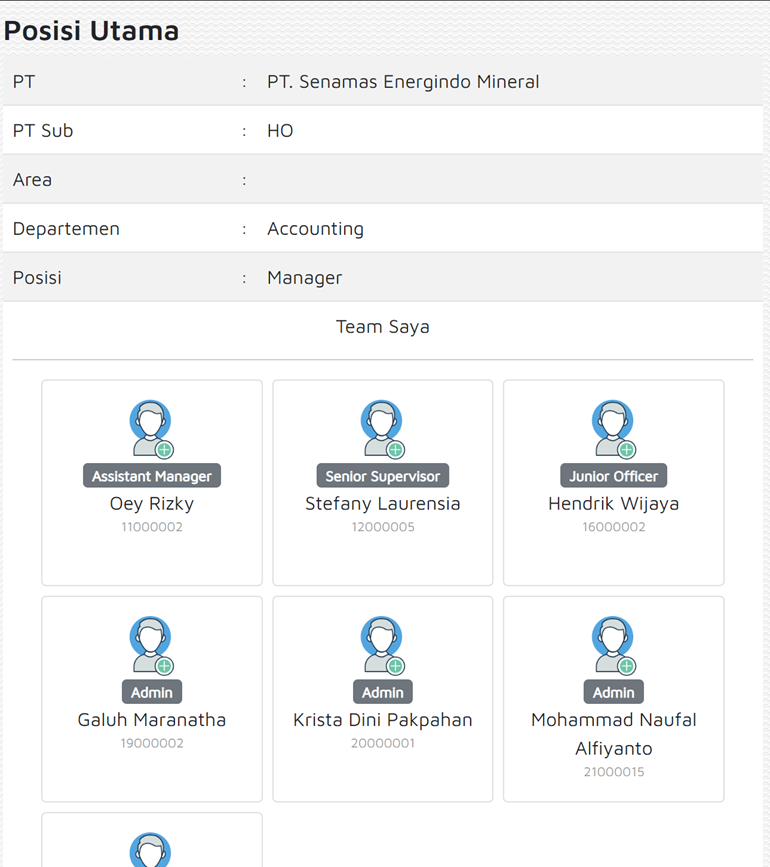 Posisi Utama
PT : PT. Senamas Energindo Mineral
PT Sub : HO
Area :
Departemen : Accounting
Posisi : Manager
Team Saya
Assistant Manager
Oey Rizky
11000002
Senior Supervisor
Stefany Laurensia
12000005
Junior Officer
Hendrik Wijaya
16000002
Admin
Galuh Maranatha
19000002
Admin
Krista Dini Pakpahan
20000001
Admin
Mohammad Naufal
Alfiyanto
21000015